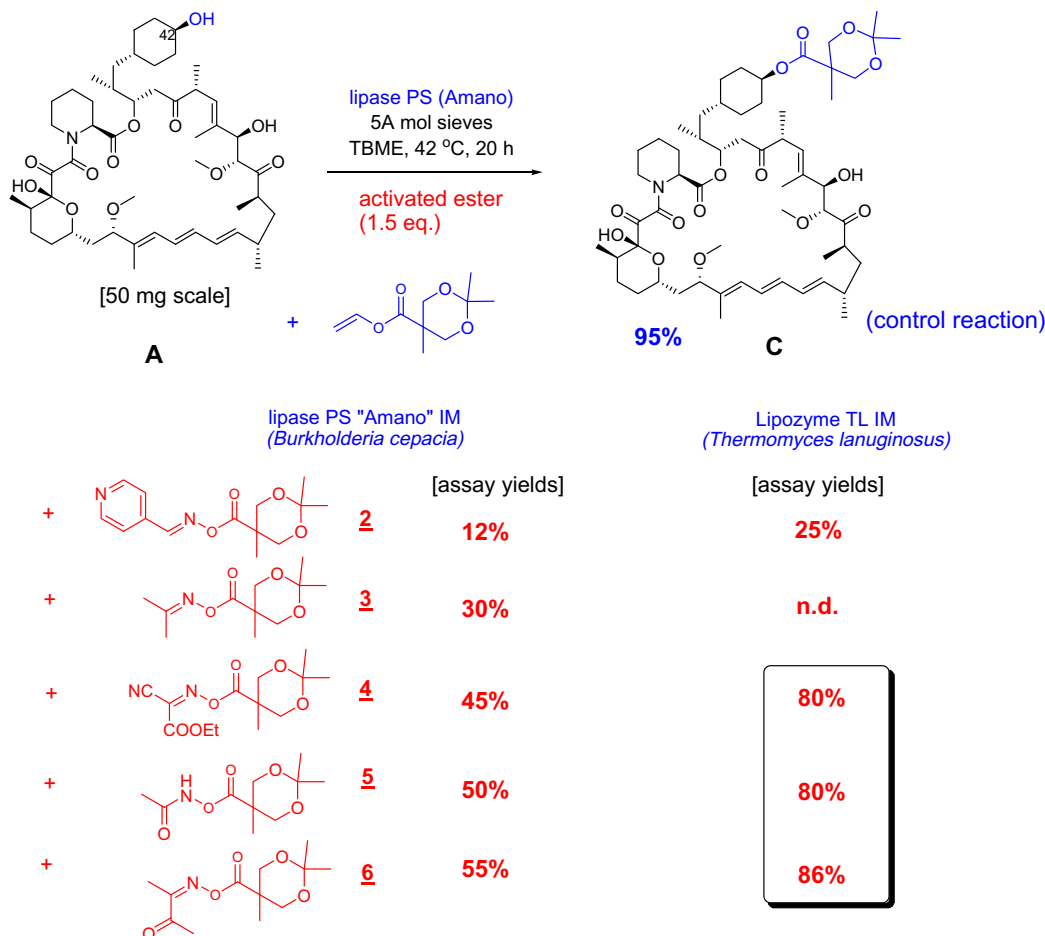 OH
42
lipase PS (Amano)
5A mol sieves
TBME, 42 °C, 20 h
activated ester
(1.5 eq.)
O
O
O
O
O
O
O
N
O
O
O
O
HO
O
O
OH
O
O
[50 mg scale]
A
+
O
O
O
O
N
O
O
O
O
O
HO
O
O
O
OH
O
O
95%
C
(control reaction)
lipase PS "Amano" IM
(Burkholderia cepacia)
Lipozyme TL IM
(Thermomyces lanuginosus)
[assay yields]
[assay yields]
+
N
N
O
O
O
O
2
12%
25%
+
N
O
O
O
O
3
30%
n.d.
+
NC
N
O
O
O
O
COOEt
4
45%
80%
+
H
N
O
O
O
O
O
5
50%
80%
+
N
O
O
O
O
O
6
55%
86%